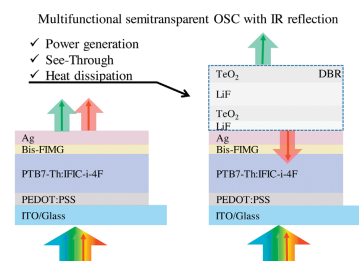 Multifunctional semitransparent OSC with IR reflection
✓ Power generation
✓ See-Through
✓ Heat dissipation
Ag
Bis-FIMG
PTB7-Th:IFIC-i-4F
PEDOT:PSS
ITO/Glass
TeO2 DBR
LiF
TeO2
LiF
Ag
Bis-FIMG
PTB7-Th:IFIC-i-4F
PEDOT:PSS
ITO/Glass